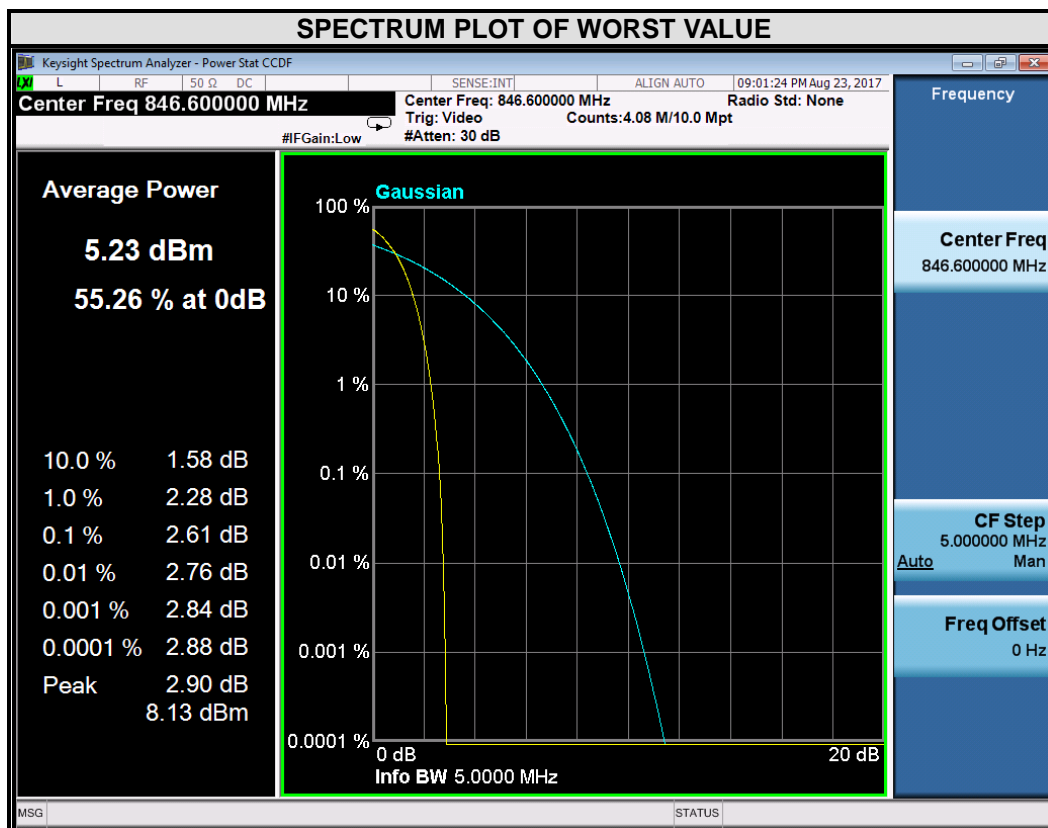 SPECTRUM PLOT OF WORST VALUE
Keysight Spectrum Analyzer - Power Stat CCDF
LXI L RF 50 Ω DC SENSE:INT ALIGN AUTO 09:01:24 PM Aug 23, 2017
Center Freq 846.600000 MHz
Center Freq: 846.600000 MHz Radio Std: None
Trig: Video Counts:4.08 M/10.0 Mpt
#IFGain:Low #Atten: 30 dB
Frequency
Average Power
5.23 dBm
55.26 % at 0dB
10.0 % 1.58 dB
1.0 % 2.28 dB
0.1 % 2.61 dB
0.01 % 2.76 dB
0.001 % 2.84 dB
0.0001 % 2.88 dB
Peak 2.90 dB
8.13 dBm
Gaussian
100 %
10 %
1 %
0.1 %
0.01 %
0.001 %
0.0001 %
0 dB 20 dB
Info BW 5.0000 MHz
Center Freq
846.600000 MHz
CF Step
5.000000 MHz
Auto Man
Freq Offset
0 Hz
MSG STATUS